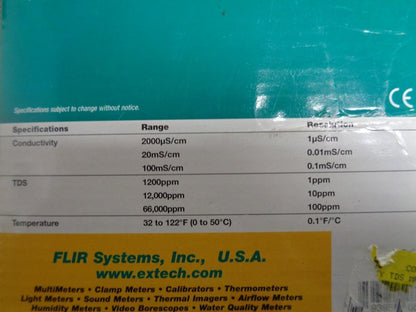 Specifications subject to change without notice.
CE
Specifications Range Resolution
Conductivity 2000µS/cm 1µS/cm
20mS/cm 0.01mS/cm
100mS/cm 0.1mS/cm
TDS 1200ppm 1ppm
12,000ppm 10ppm
66,000ppm 100ppm
Temperature 32 to 122°F (0 to 50°C) 0.1°F/°C
FLIR Systems, Inc., U.S.A.
www.extech.com
MultiMeters • Clamp Meters • Calibrators • Thermometers
Light Meters • Sound Meters • Thermal Imagers • Airflow Meters
Humidity Meters • Video Borescopes • Water Quality Meters
TDS